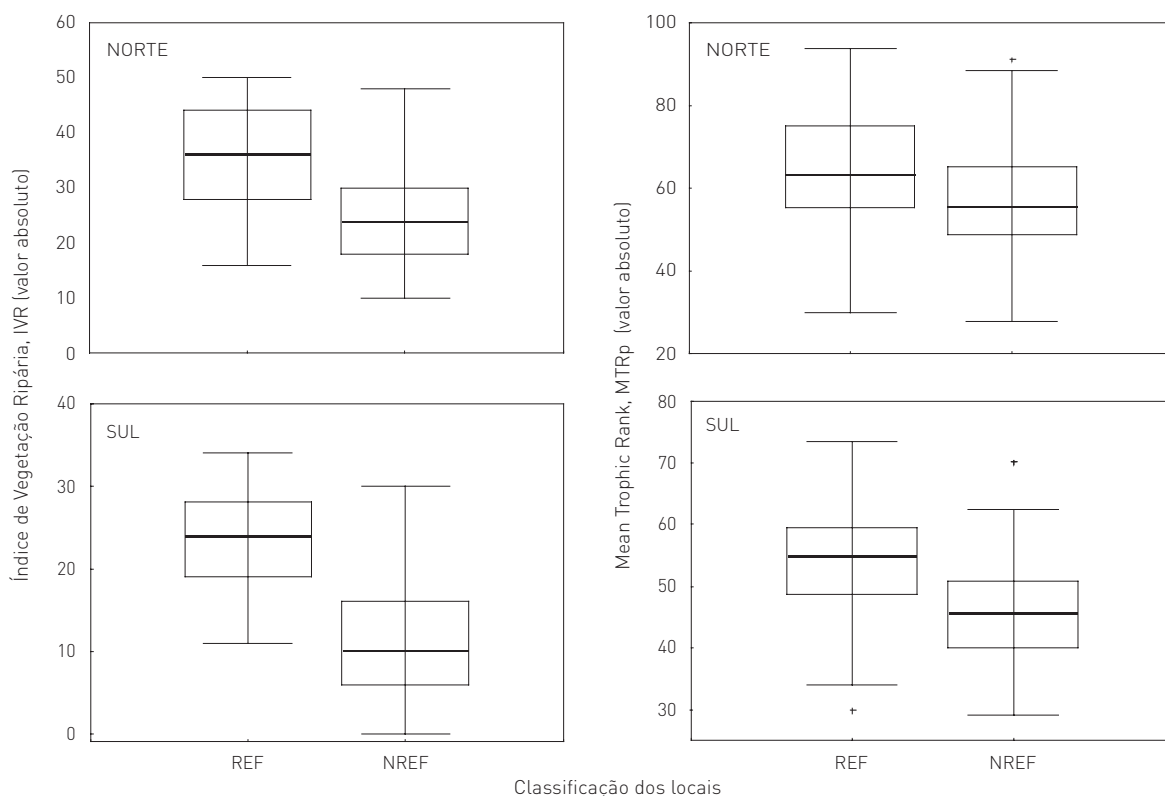 Índice de Vegetação Ripária, IVR (valor absoluto)
NORTE
60
50
40
30
20
10
0
SUL
40
30
20
10
0
REF
NREF
Mean Trophic Rank, MTRp (valor absoluto)
NORTE
100
80
60
40
20
SUL
80
70
60
50
40
30
REF
NREF
Classificação dos locais